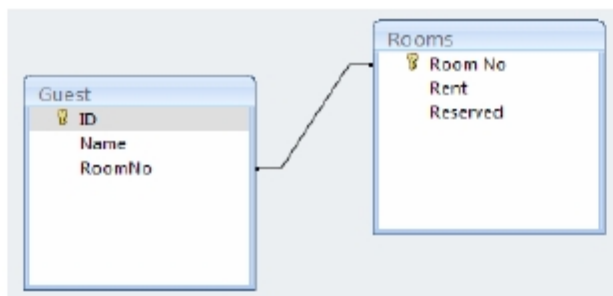 Guest
ID
Name
RoomNo
Rooms
Room No
Rent
Reserved